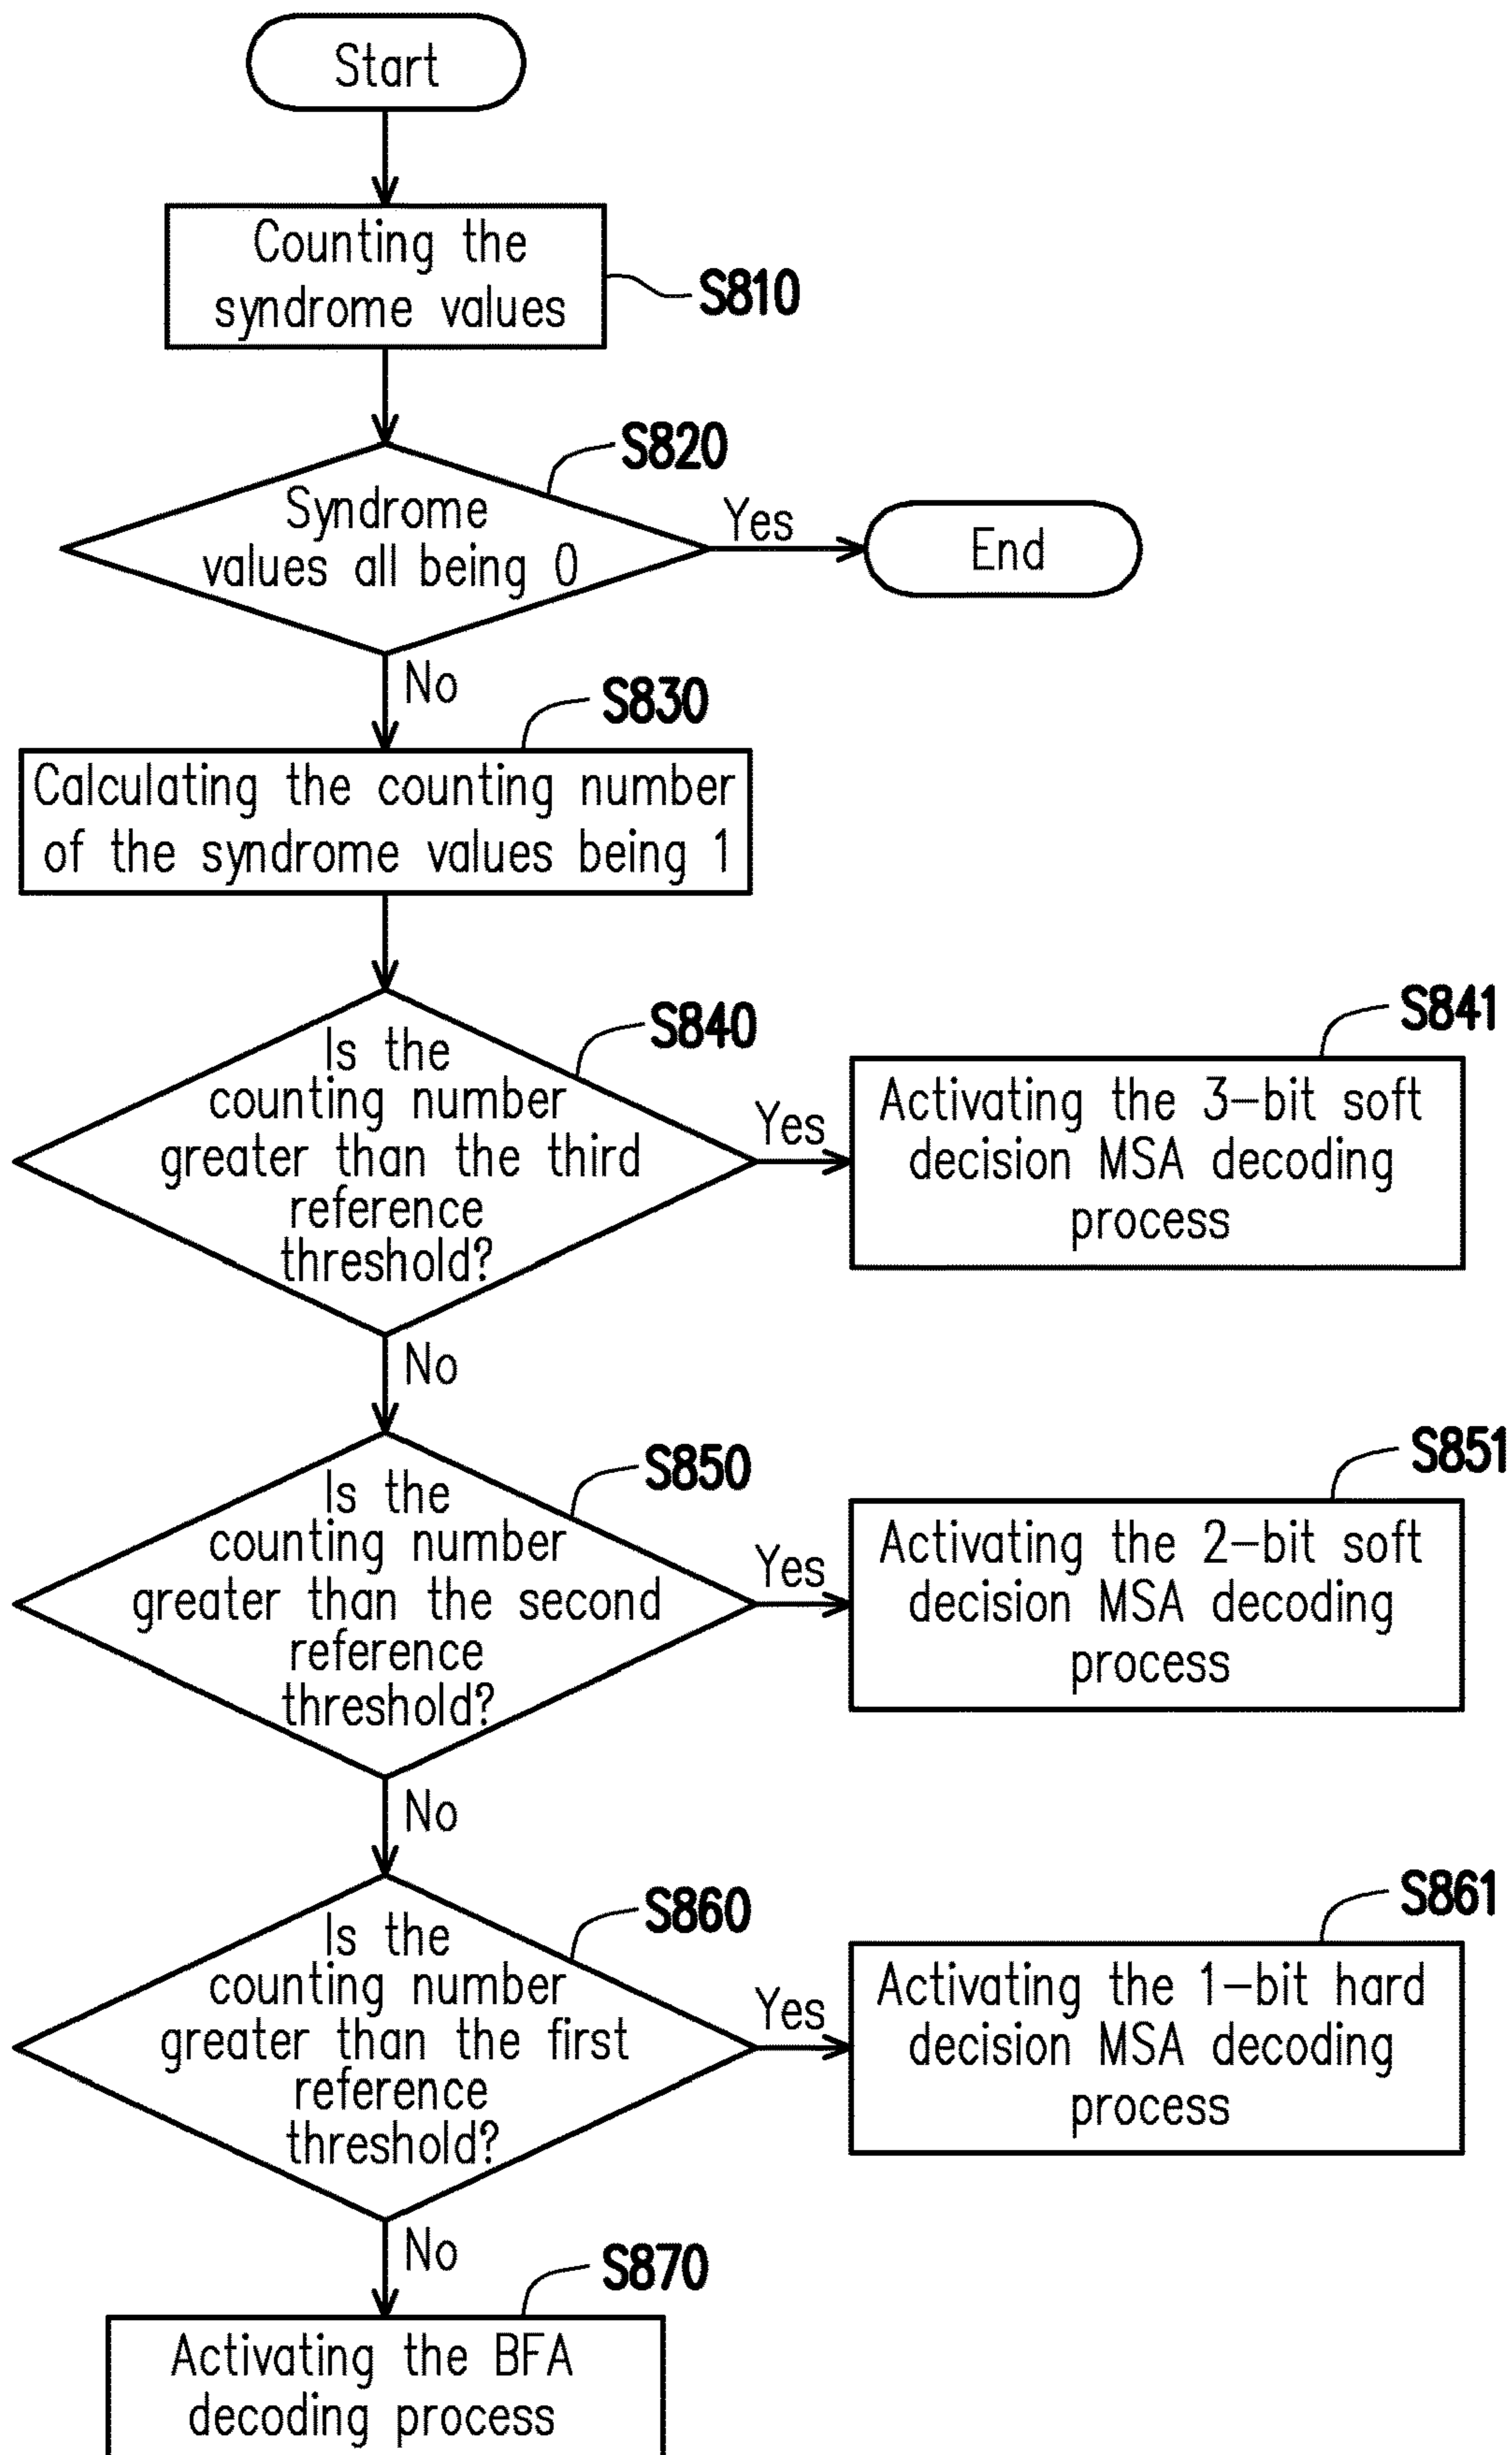 Start
Counting the
syndrome values
S810
S820
Syndrome
values all being 0
Yes
End
No
S830
Calculating the counting number
of the syndrome values being 1
S840
Is the
counting number
greater than the third
reference
threshold?
Yes
S841
Activating the 3-bit soft
decision MSA decoding
process
No
S850
Is the
counting number
greater than the second
reference
threshold?
Yes
S851
Activating the 2-bit soft
decision MSA decoding
process
No
S860
Is the
counting number
greater than the first
reference
threshold?
Yes
S861
Activating the 1-bit hard
decision MSA decoding
process
No
S870
Activating the BFA
decoding process